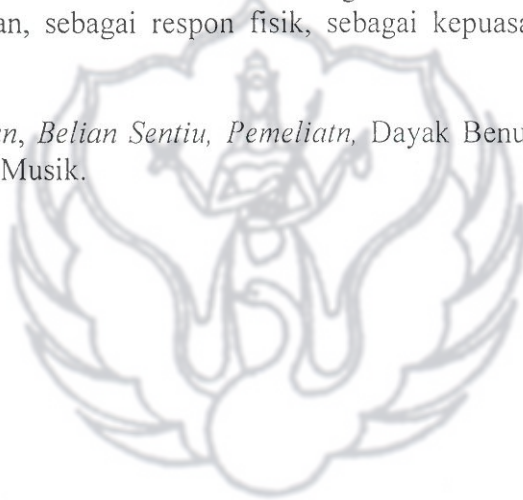 an, sebagai respon fisik, sebagai kepuasa
n, Belian Sentiu, Pemeliatn, Dayak Benu
Musik.